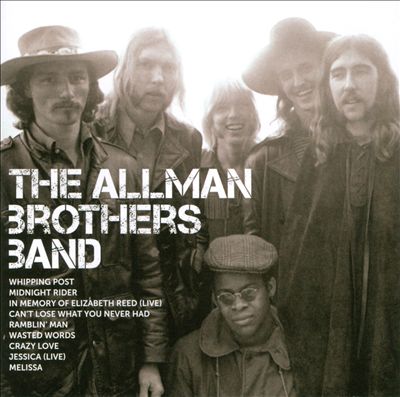 THE ALLMAN
BROTHERS
BAND
WHIPPING POST
MIDNIGHT RIDER
IN MEMORY OF ELIZÀBETH REED (LIVE)
CAN'T LOSE WHAT YOU NEVER HAD
RAMBLIN' MAN
WASTED WORDS
CRAZY LOVE
JESSICA (LIVE)
MELISSA